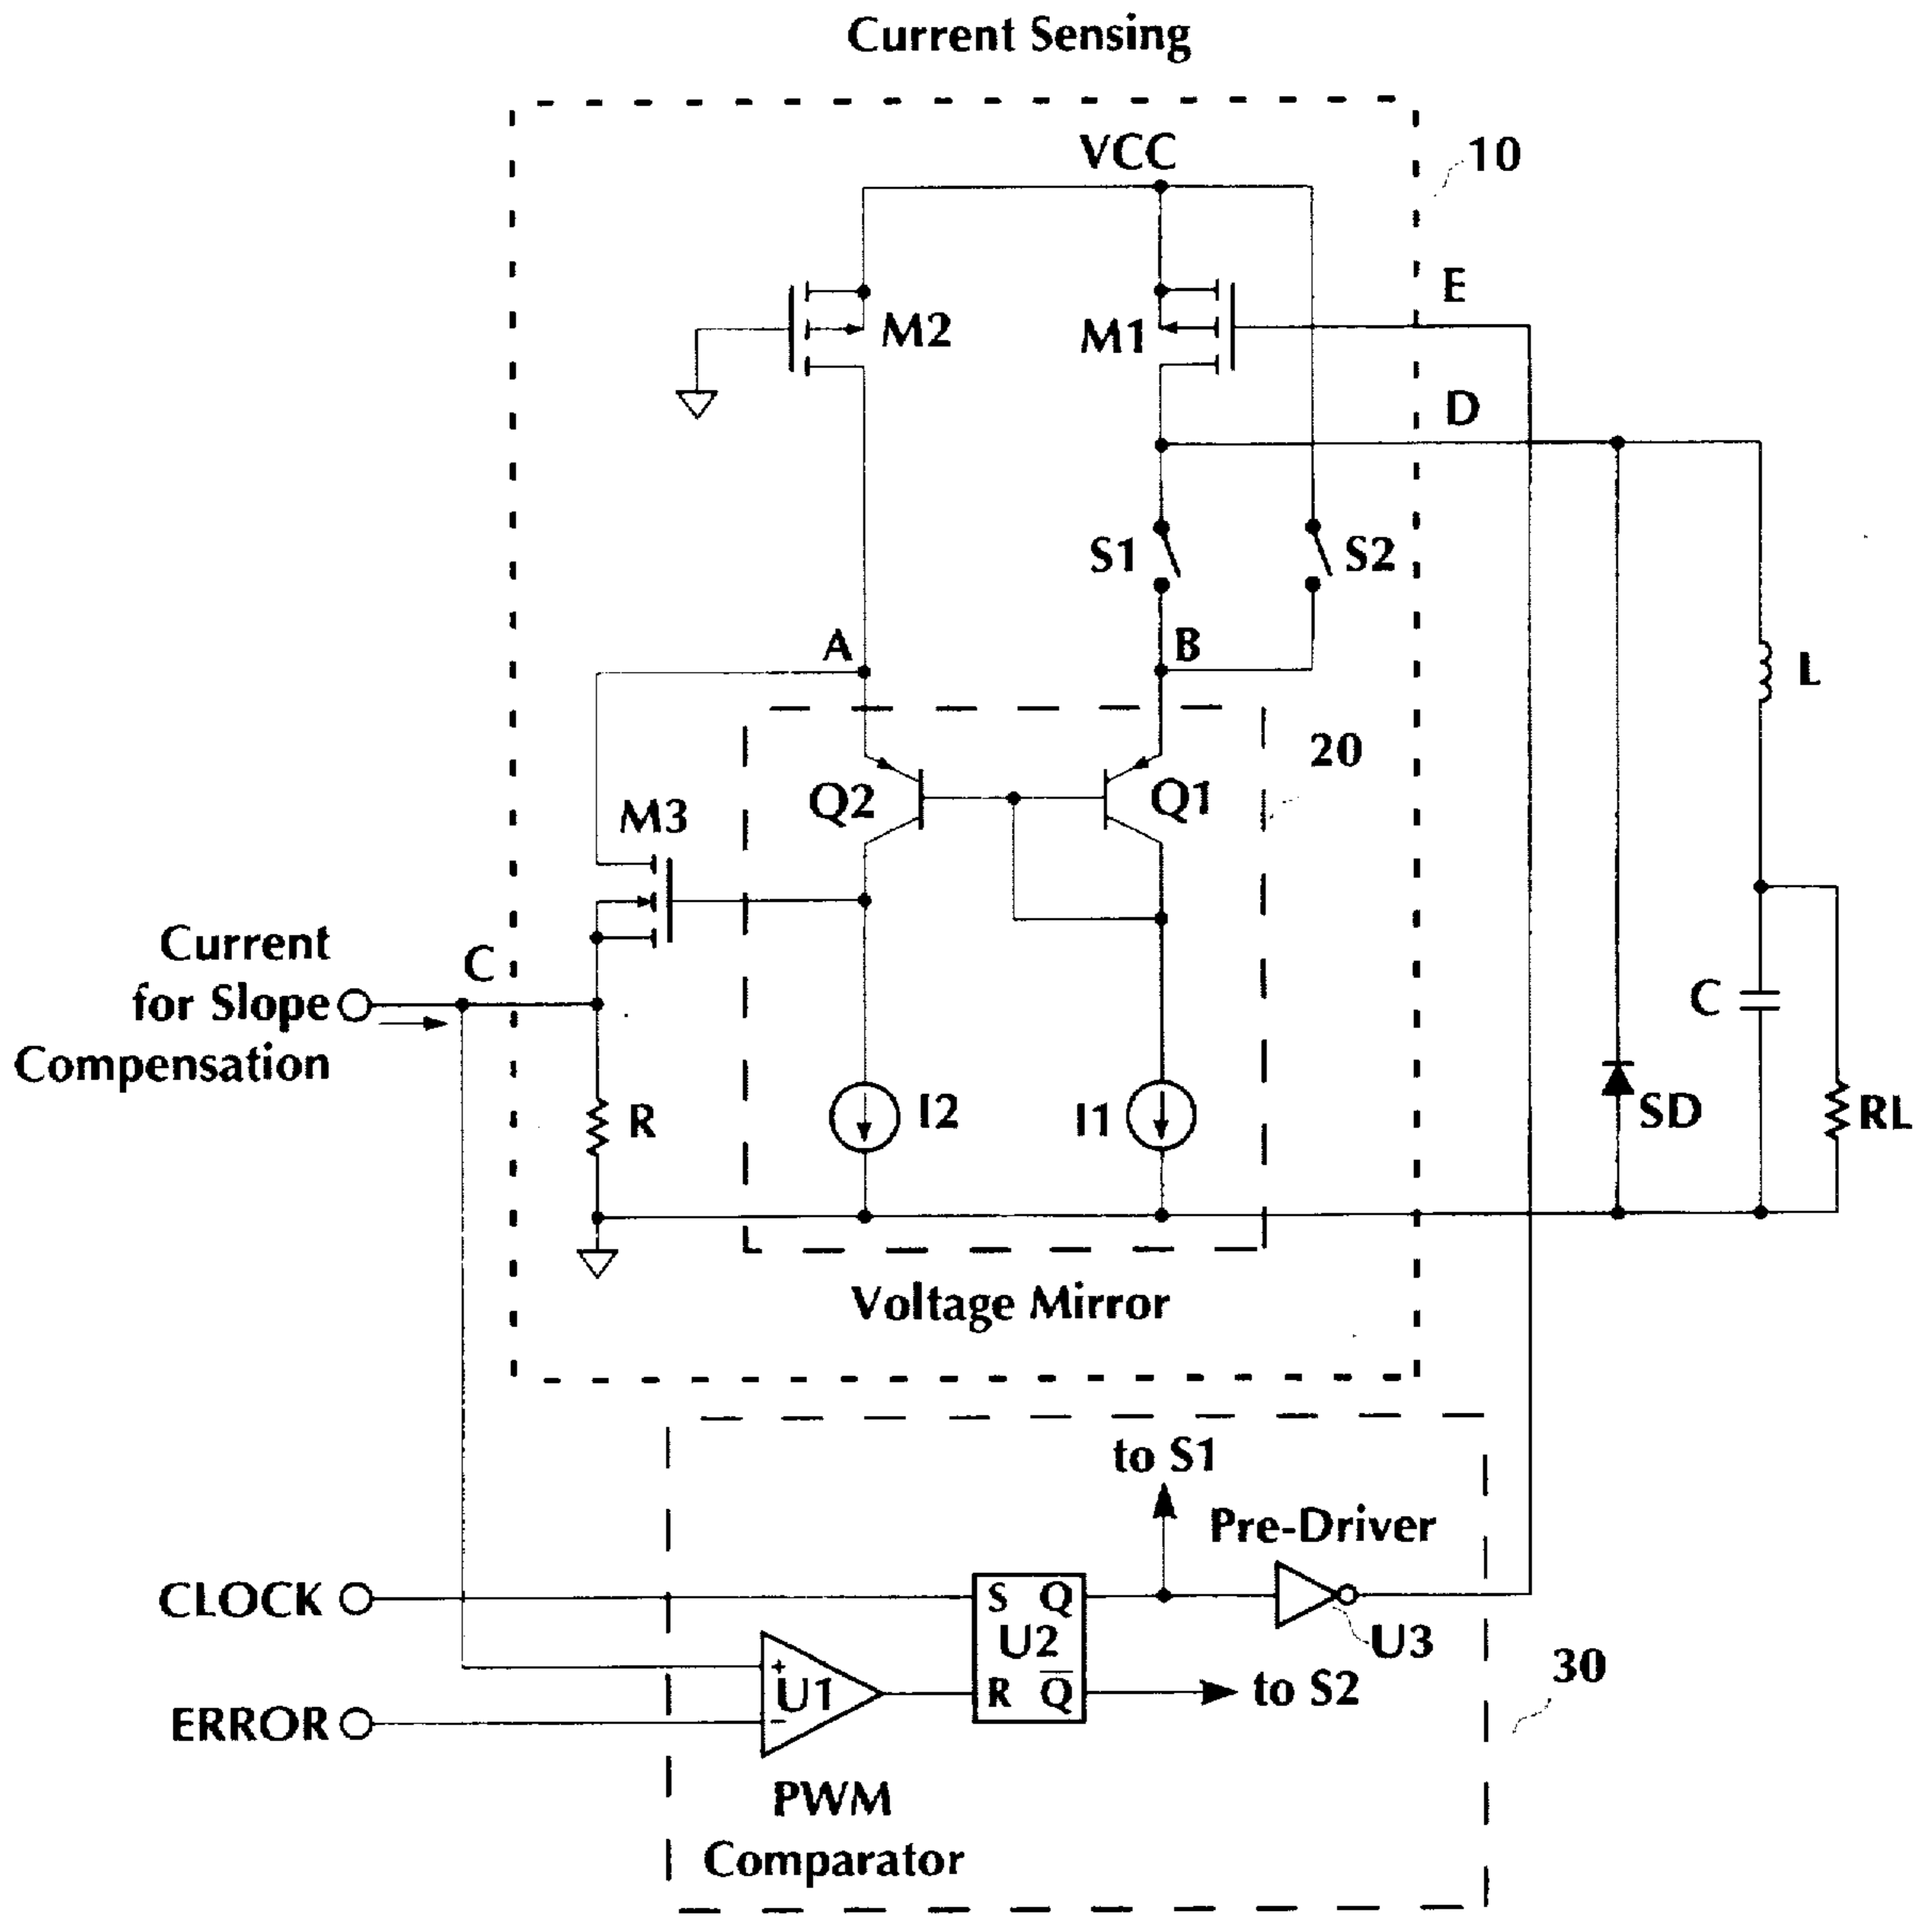 Current Sensing
VCC
10
E
M2
M1
D
S1
S2
A
B
L
20
Q2
Q1
M3
Current
for Slope
Compensation
C
C
R
I2
I1
SD
RL
Voltage Mirror
to S1
Pre-Driver
CLOCK
S Q
U2
R Q̅
U3
+
U1
−
to S2
30
ERROR
PWM
Comparator